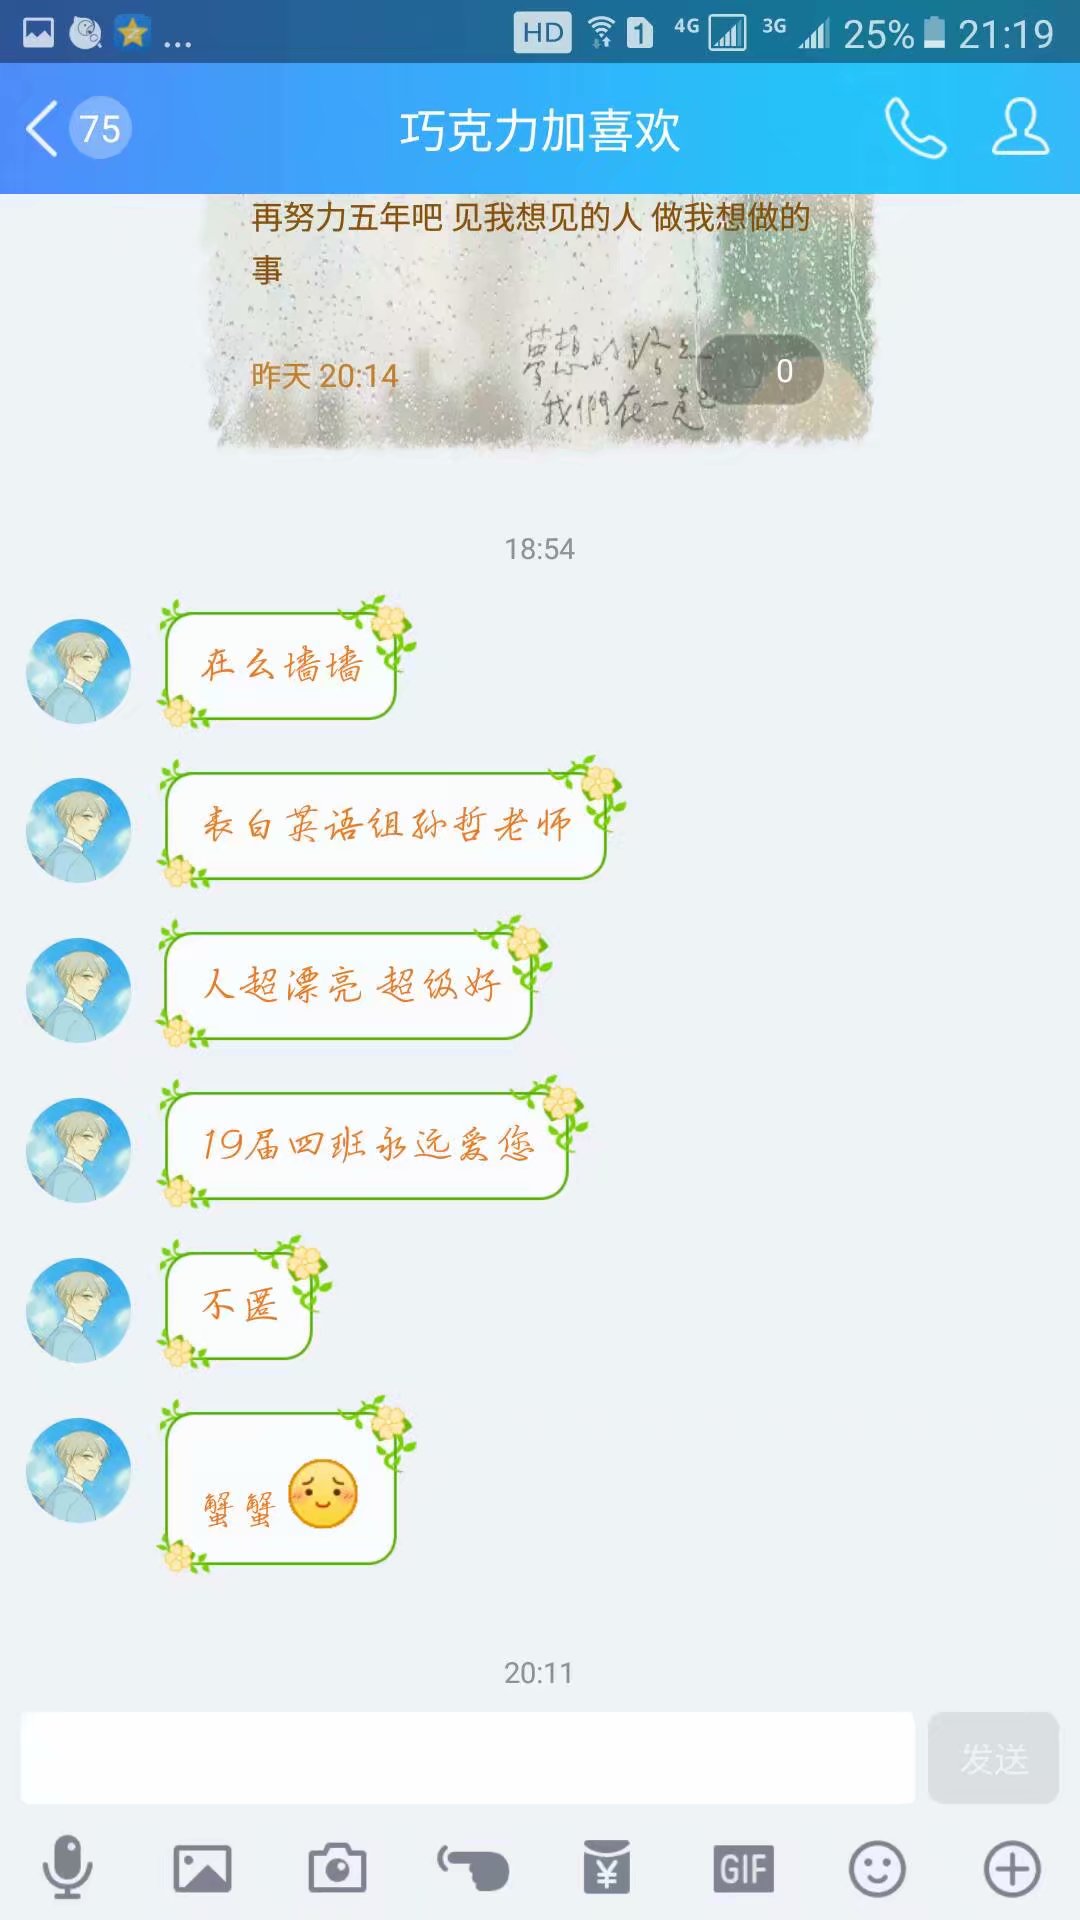 ... HD 1 4G 3G 25% 21:19
75 巧克力加喜欢
再努力五年吧 见我想见的人 做我想做的
事
夢想的路上
昨天 20:14 0
我們在一起
18:54
在么墙墙
表白英语组孙哲老师
人超漂亮 超级好
19届四班永远爱您
不匿
蟹蟹
20:11
发送
¥ GIF